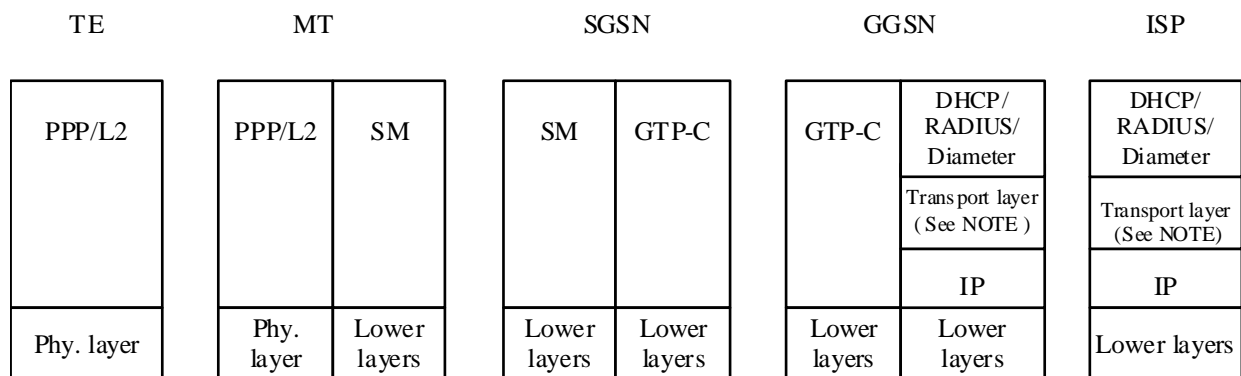 TE
MT
SGSN
GGSN
ISP
PPP/L2
PPP/L2
SM
SM
GTP-C
GTP-C
DHCP/
RADIUS/
Diameter
DHCP/
RADIUS/
Diameter
Transport layer
( See NOTE )
Transport layer
(See NOTE)
IP
IP
Phy. layer
Phy.
layer
Lower
layers
Lower
layers
Lower
layers
Lower
layers
Lower
layers
Lower layers